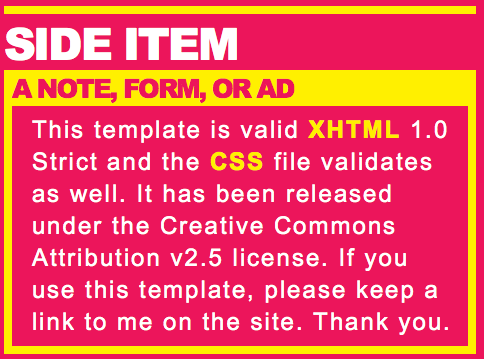 SIDE ITEM
A NOTE, FORM, OR AD
This template is valid XHTML 1.0
Strict and the CSS file validates
as well. It has been released
under the Creative Commons
Attribution v2.5 license. If you
use this template, please keep a
link to me on the site. Thank you.